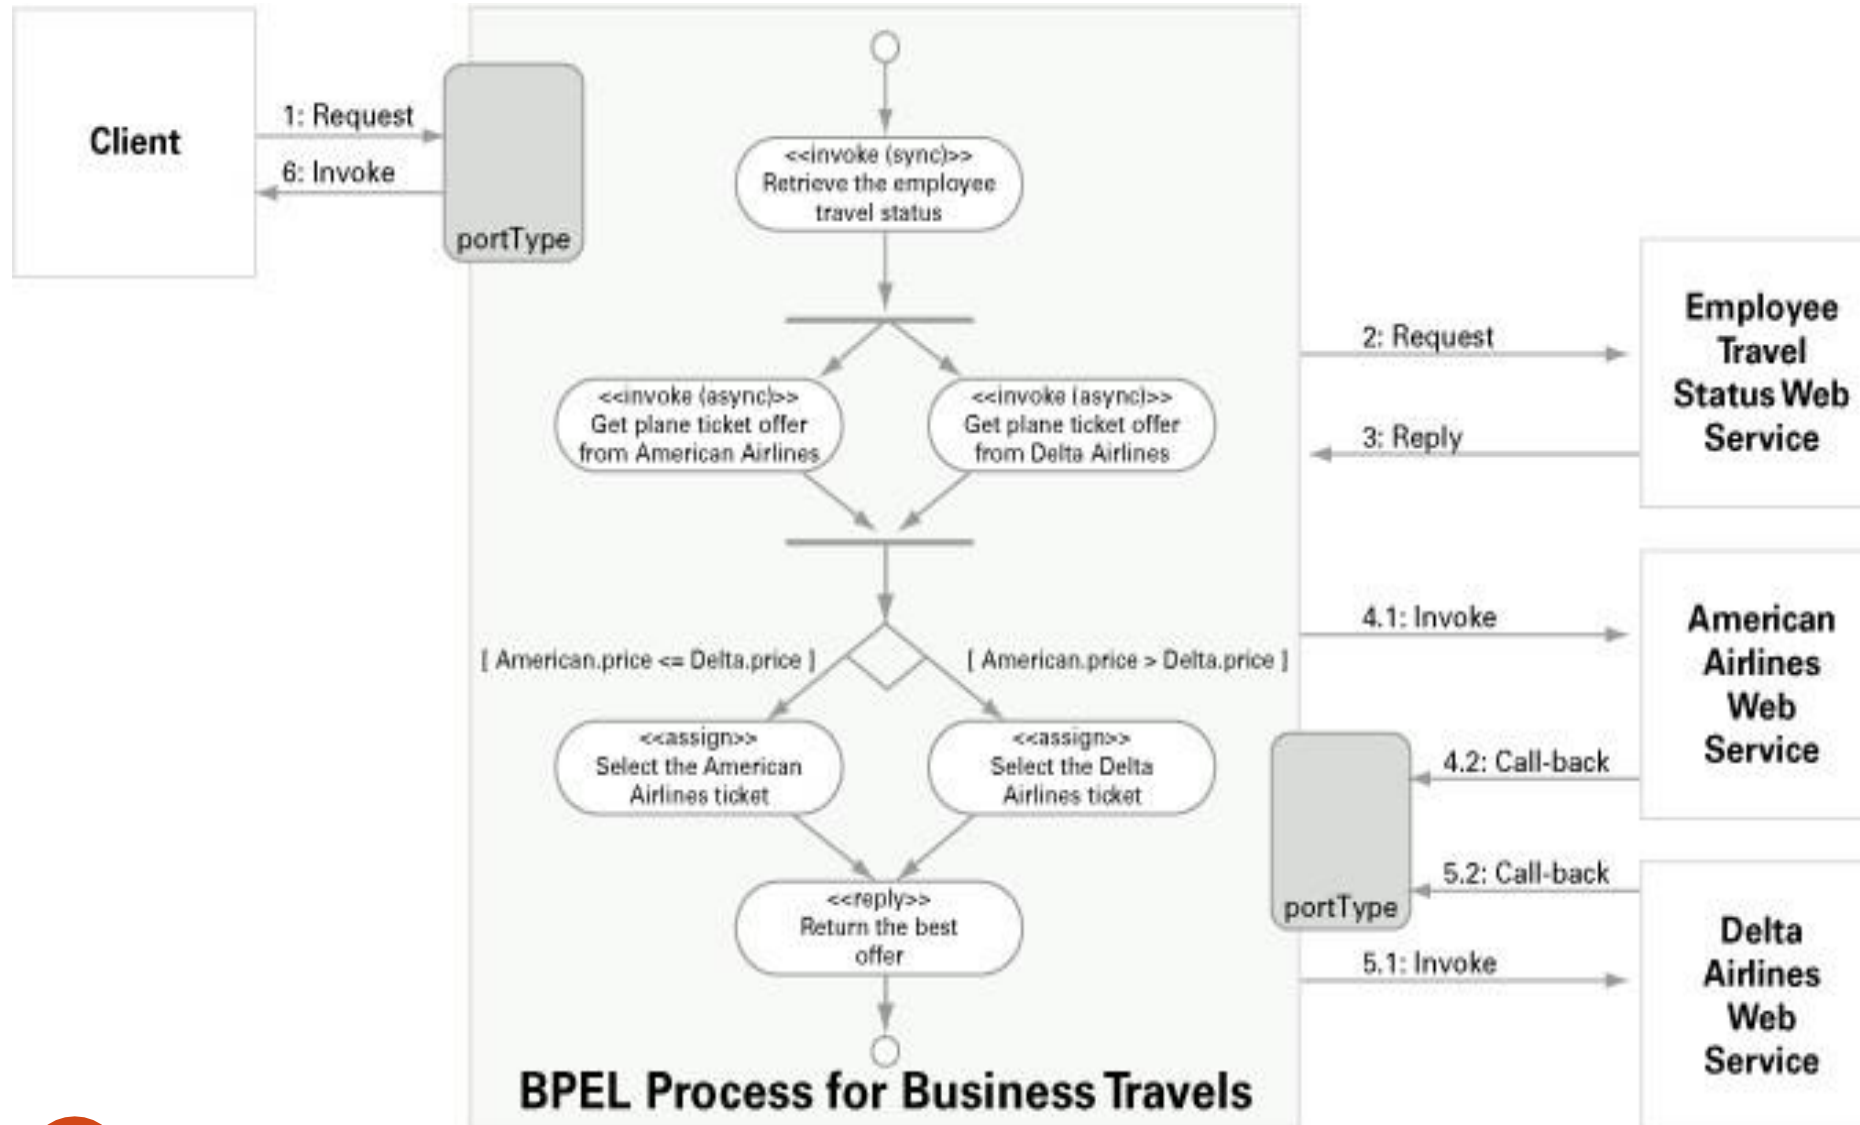 Client
1: Request
6: Invoke
portType
<<invoke (sync)>>
Retrieve the employee
travel status
<<invoke (async)>>
Get plane ticket offer
from American Airlines
<<invoke (async)>>
Get plane ticket offer
from Delta Airlines
[ American.price <= Delta.price ]
[ American.price > Delta.price ]
<<assign>>
Select the American
Airlines ticket
<<assign>>
Select the Delta
Airlines ticket
<<reply>>
Return the best
offer
BPEL Process for Business Travels
2: Request
3: Reply
Employee
Travel
Status Web
Service
4.1: Invoke
4.2: Call-back
American
Airlines
Web
Service
portType
5.2: Call-back
5.1: Invoke
Delta
Airlines
Web
Service